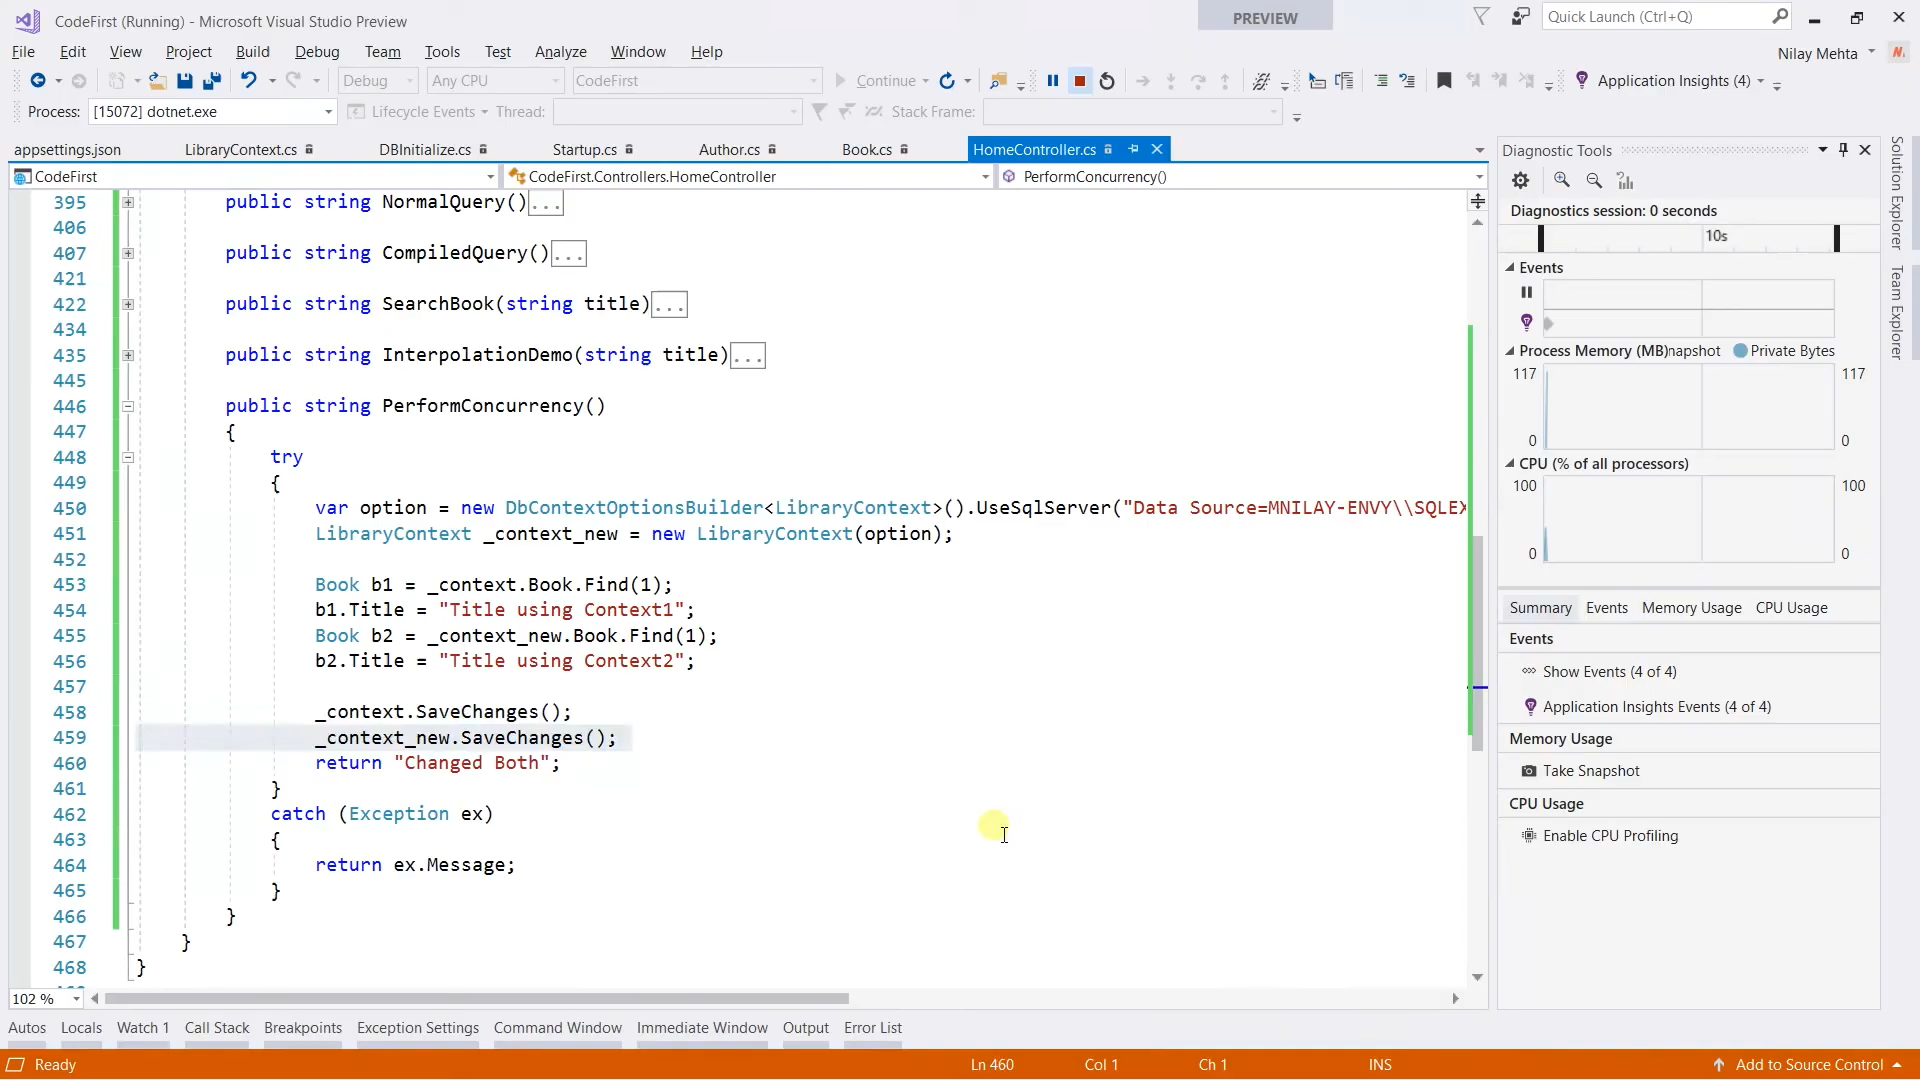 CodeFirst (Running) - Microsoft Visual Studio Preview
PREVIEW
Quick Launch (Ctrl+Q)
File Edit View Project Build Debug Team Tools Test Analyze Window Help
Nilay Mehta
Debug Any CPU CodeFirst Continue Application Insights (4)
Process: [15072] dotnet.exe Lifecycle Events Thread: Stack Frame:
appsettings.json LibraryContext.cs DBInitialize.cs Startup.cs Author.cs Book.cs HomeController.cs
CodeFirst CodeFirst.Controllers.HomeController PerformConcurrency()
395 public string NormalQuery()...
406
407 public string CompiledQuery()...
421
422 public string SearchBook(string title)...
434
435 public string InterpolationDemo(string title)...
445
446 public string PerformConcurrency()
447 {
448 try
449 {
450 var option = new DbContextOptionsBuilder<LibraryContext>().UseSqlServer("Data Source=MNILAY-ENVY\\SQLEX
451 LibraryContext _context_new = new LibraryContext(option);
452
453 Book b1 = _context.Book.Find(1);
454 b1.Title = "Title using Context1";
455 Book b2 = _context_new.Book.Find(1);
456 b2.Title = "Title using Context2";
457
458 _context.SaveChanges();
459 _context_new.SaveChanges();
460 return "Changed Both";
461 }
462 catch (Exception ex)
463 {
464 return ex.Message;
465 }
466 }
467 }
468 }
102 %
Diagnostic Tools
Diagnostics session: 0 seconds
10s
Events
Process Memory (MB)napshot Private Bytes
117 117
0 0
CPU (% of all processors)
100 100
0 0
Summary Events Memory Usage CPU Usage
Events
Show Events (4 of 4)
Application Insights Events (4 of 4)
Memory Usage
Take Snapshot
CPU Usage
Enable CPU Profiling
Solution Explorer
Team Explorer
Autos Locals Watch 1 Call Stack Breakpoints Exception Settings Command Window Immediate Window Output Error List
Ready Ln 460 Col 1 Ch 1 INS Add to Source Control